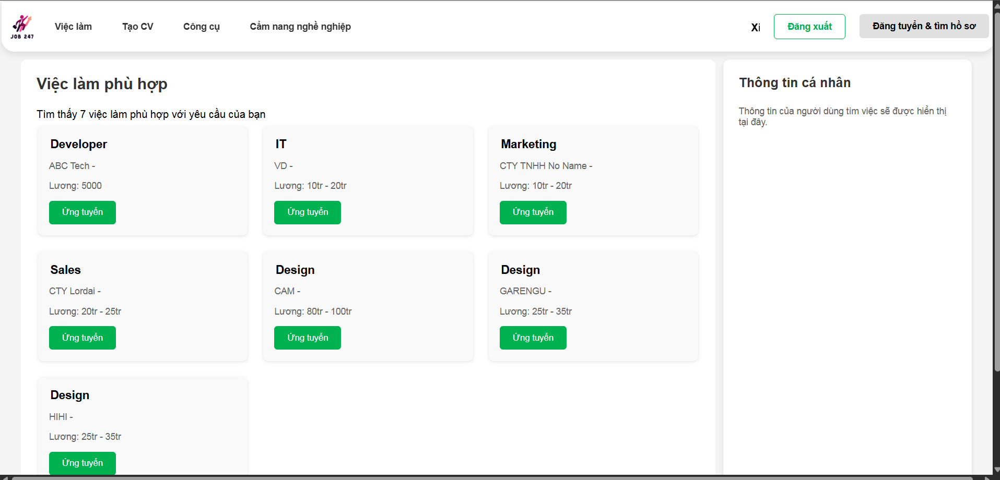 JOB 247
Việc làm
Tạo CV
Công cụ
Cẩm nang nghề nghiệp
Xi
Đăng xuất
Đăng tuyển & tìm hồ sơ
Việc làm phù hợp
Tìm thấy 7 việc làm phù hợp với yêu cầu của bạn
Developer
ABC Tech -
Lương: 5000
Ứng tuyển
IT
VD -
Lương: 10tr - 20tr
Ứng tuyển
Marketing
CTY TNHH No Name -
Lương: 10tr - 20tr
Ứng tuyển
Sales
CTY Lordai -
Lương: 20tr - 25tr
Ứng tuyển
Design
CAM -
Lương: 80tr - 100tr
Ứng tuyển
Design
GARENGU -
Lương: 25tr - 35tr
Ứng tuyển
Design
HIHI -
Lương: 25tr - 35tr
Ứng tuyển
Thông tin cá nhân
Thông tin của người dùng tìm việc sẽ được hiển thị
tại đây.